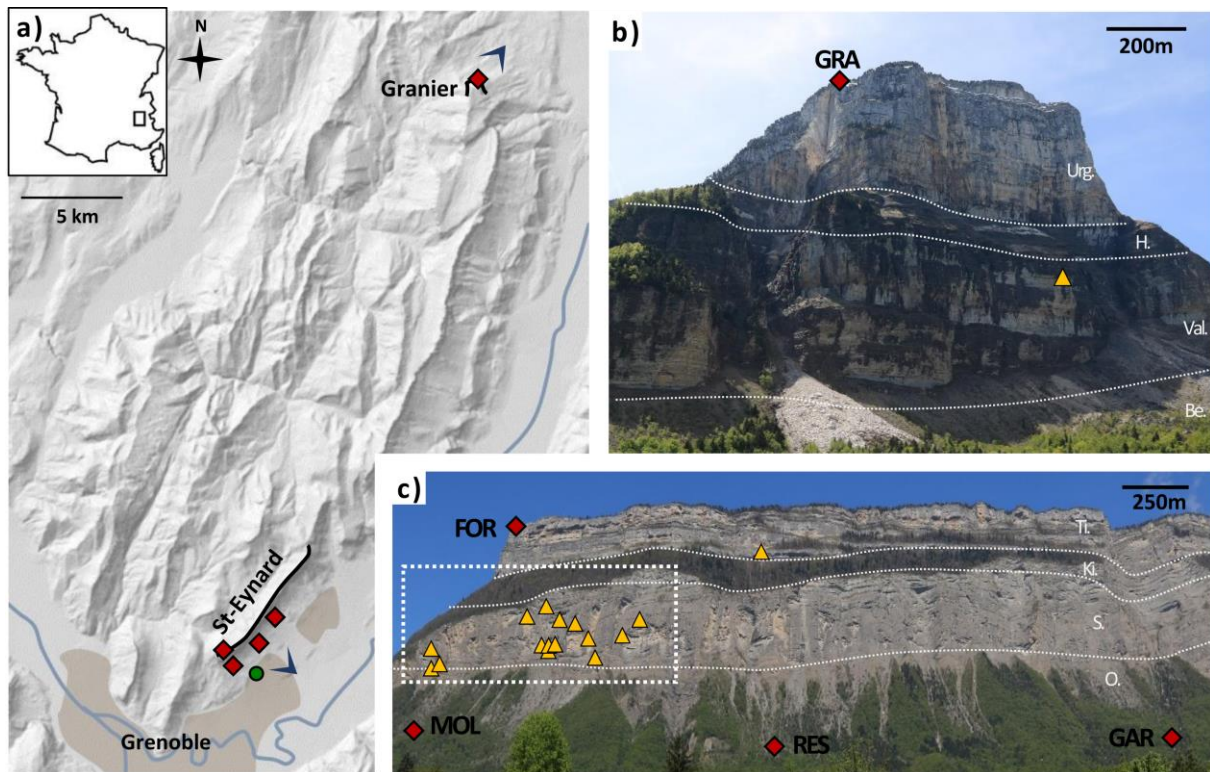 a)
N
Granier
5 km
St-Eynard
Grenoble
b)
200m
GRA
Urg.
H.
Val.
Be.
c)
250m
FOR
Ti.
Ki.
S.
O.
MOL
RES
GAR